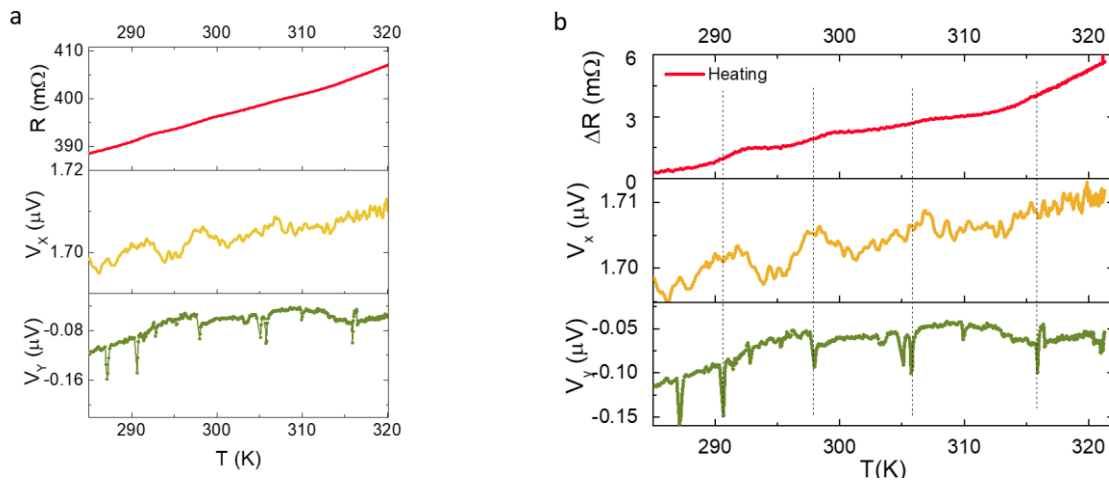 a
290 300 310 320
410
400
390
R (mΩ)
1.72
1.70
V_X (μV)
-0.08
-0.16
V_Y (μV)
290 300 310 320
T (K)
b
290 300 310 320
6
3
0
ΔR (mΩ)
Heating
1.71
1.70
V_x (μV)
-0.05
-0.10
-0.15
V_y (μV)
290 300 310 320
T(K)